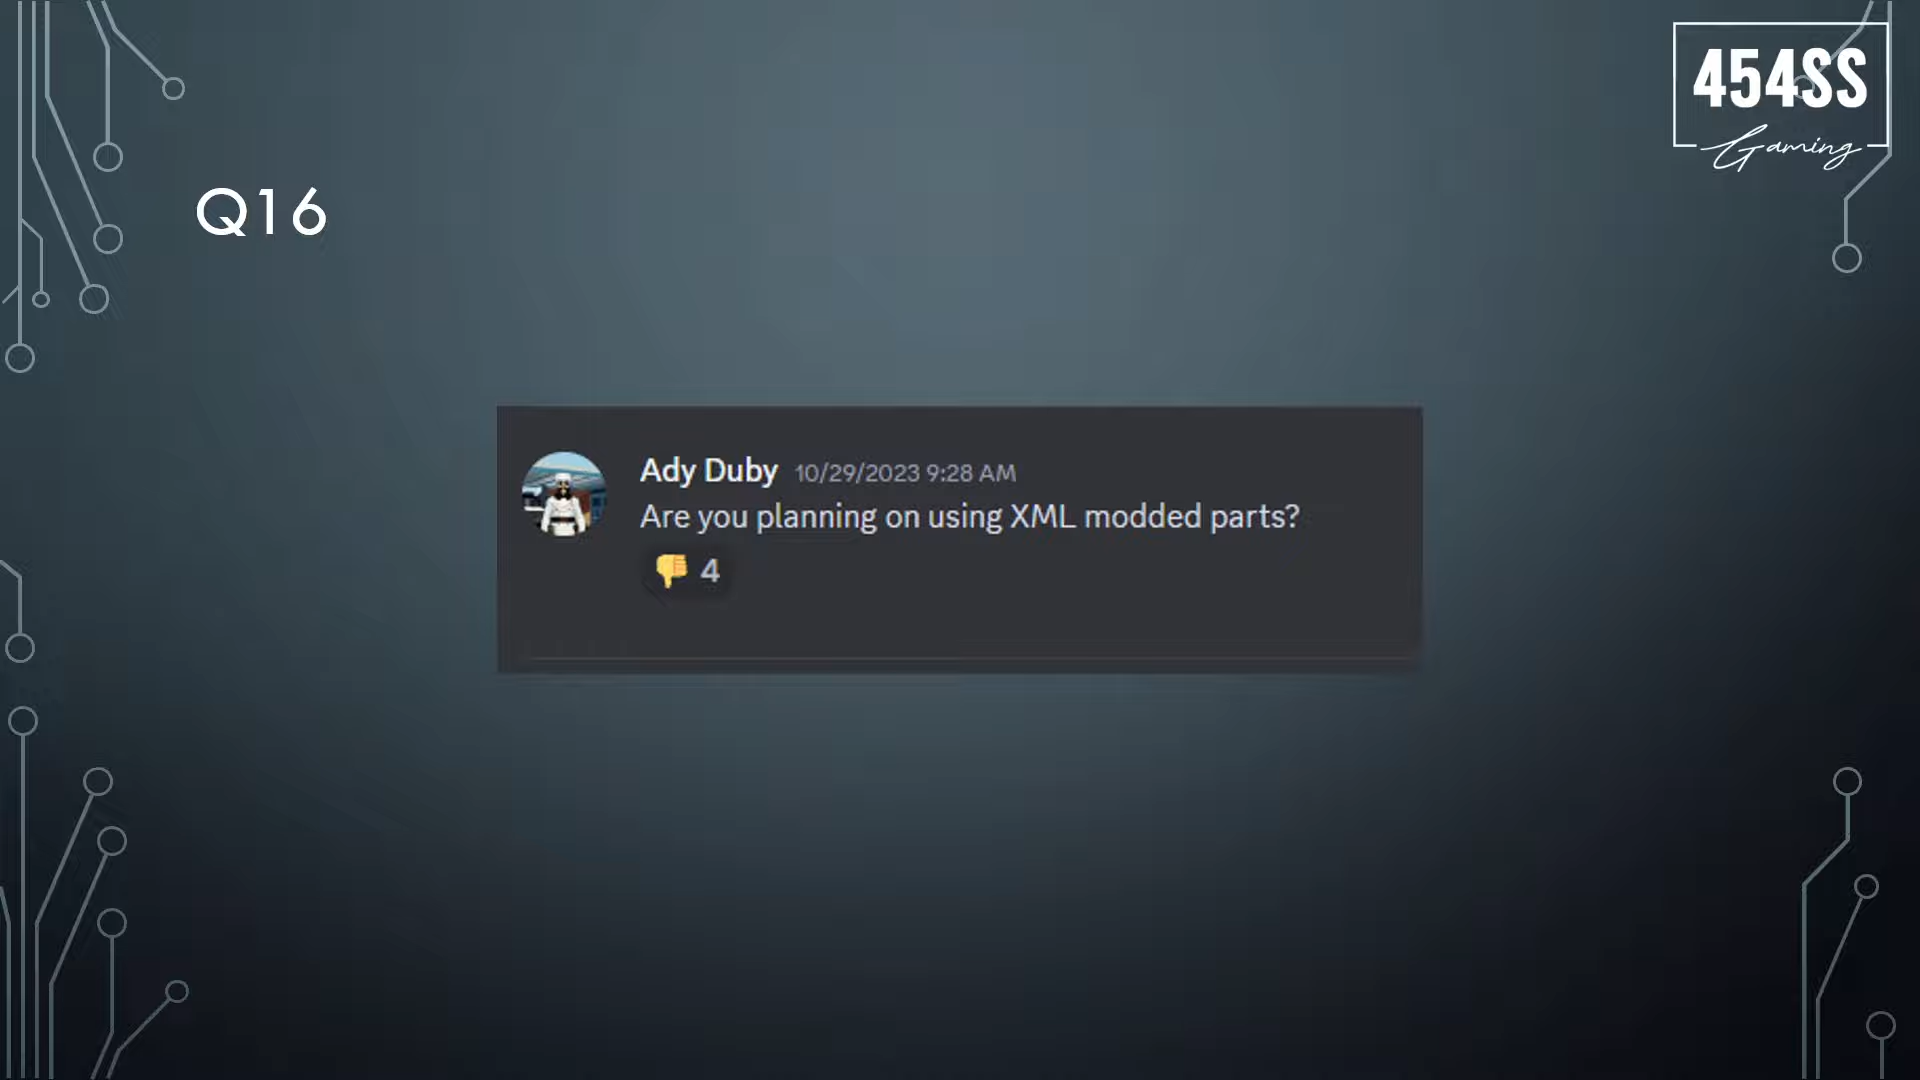 454SS
Gaming
Q16
Ady Duby 10/29/2023 9:28 AM
Are you planning on using XML modded parts?
4